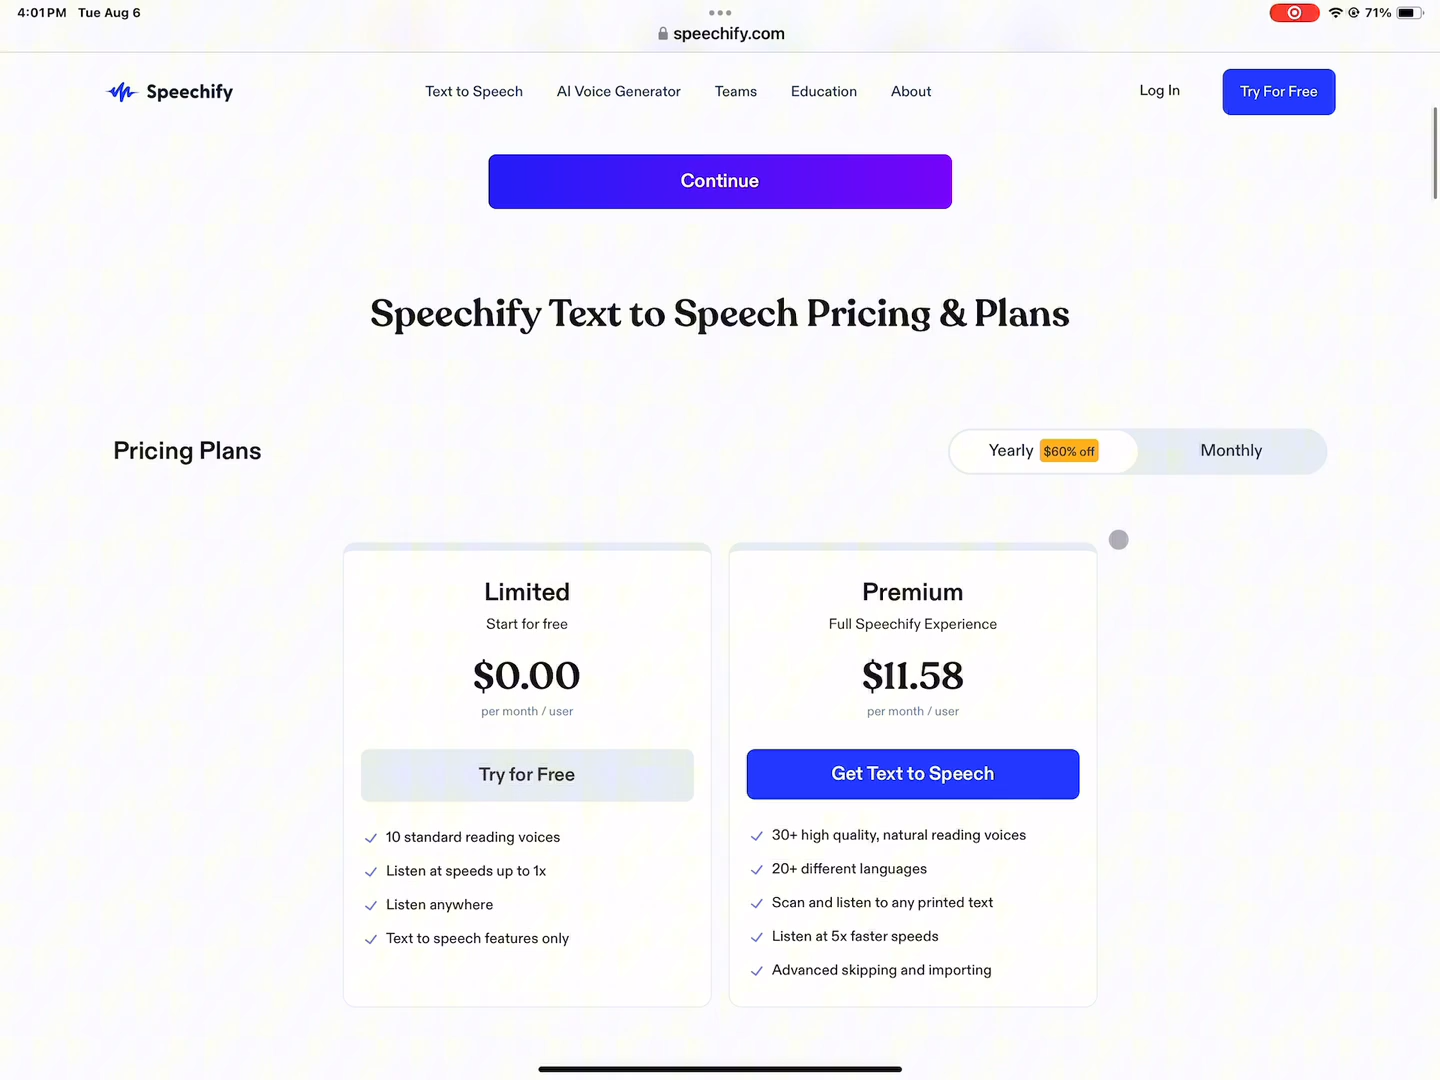 4:01 PM Tue Aug 6
71%
speechify.com
Speechify
Text to Speech
AI Voice Generator
Teams
Education
About
Log In
Try For Free
Continue
Speechify Text to Speech Pricing & Plans
Pricing Plans
Yearly $60% off
Monthly
Limited
Start for free
$0.00
per month / user
Try for Free
10 standard reading voices
Listen at speeds up to 1x
Listen anywhere
Text to speech features only
Premium
Full Speechify Experience
$11.58
per month / user
Get Text to Speech
30+ high quality, natural reading voices
20+ different languages
Scan and listen to any printed text
Listen at 5x faster speeds
Advanced skipping and importing